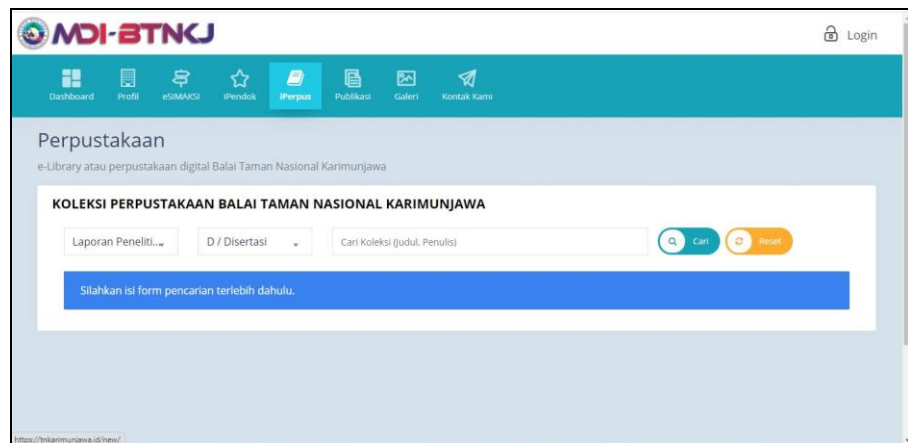 MDI-BTNKJ
Login
Dashboard Profil eSIMAKSI iPendok iPerpus Publikasi Galeri Kontak Kami
Perpustakaan
e-Library atau perpustakaan digital Balai Taman Nasional Karimunjawa
KOLEKSI PERPUSTAKAAN BALAI TAMAN NASIONAL KARIMUNJAWA
Laporan Peneliti... D / Disertasi Cari Koleksi (Judul, Penulis) Cari Reset
Silahkan isi form pencarian terlebih dahulu.
https://tnkarimunjawa.id/new/